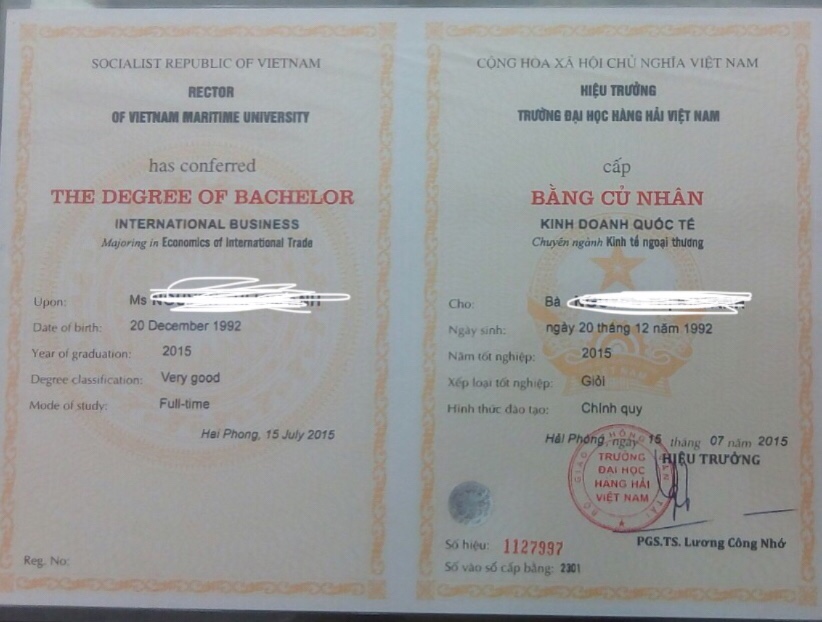 SOCIALIST REPUBLIC OF VIETNAM
RECTOR
OF VIETNAM MARITIME UNIVERSITY
has conferred
THE DEGREE OF BACHELOR
INTERNATIONAL BUSINESS
Majoring in Economics of International Trade
Upon: Ms
Date of birth: 20 December 1992
Year of graduation: 2015
Degree classification: Very good
Mode of study: Full-time
Hai Phong, 15 July 2015
Reg. No:
CỘNG HÒA XÃ HỘI CHỦ NGHĨA VIỆT NAM
HIỆU TRƯỞNG
TRƯỜNG ĐẠI HỌC HÀNG HẢI VIỆT NAM
cấp
BẰNG CỬ NHÂN
KINH DOANH QUỐC TẾ
Chuyên ngành Kinh tế ngoại thương
Cho: Bà
Ngày sinh: ngày 20 tháng 12 năm 1992
Năm tốt nghiệp: 2015
Xếp loại tốt nghiệp: Giỏi
Hình thức đào tạo: Chính quy
Hải Phòng, ngày 15 tháng 07 năm 2015
HIỆU TRƯỞNG
BỘ GIAO THÔNG VẬN TẢI
TRƯỜNG
ĐẠI HỌC
HÀNG HẢI
VIỆT NAM
PGS.TS. Lương Công Nhớ
Số hiệu: 1127997
Số vào sổ cấp bằng: 2301